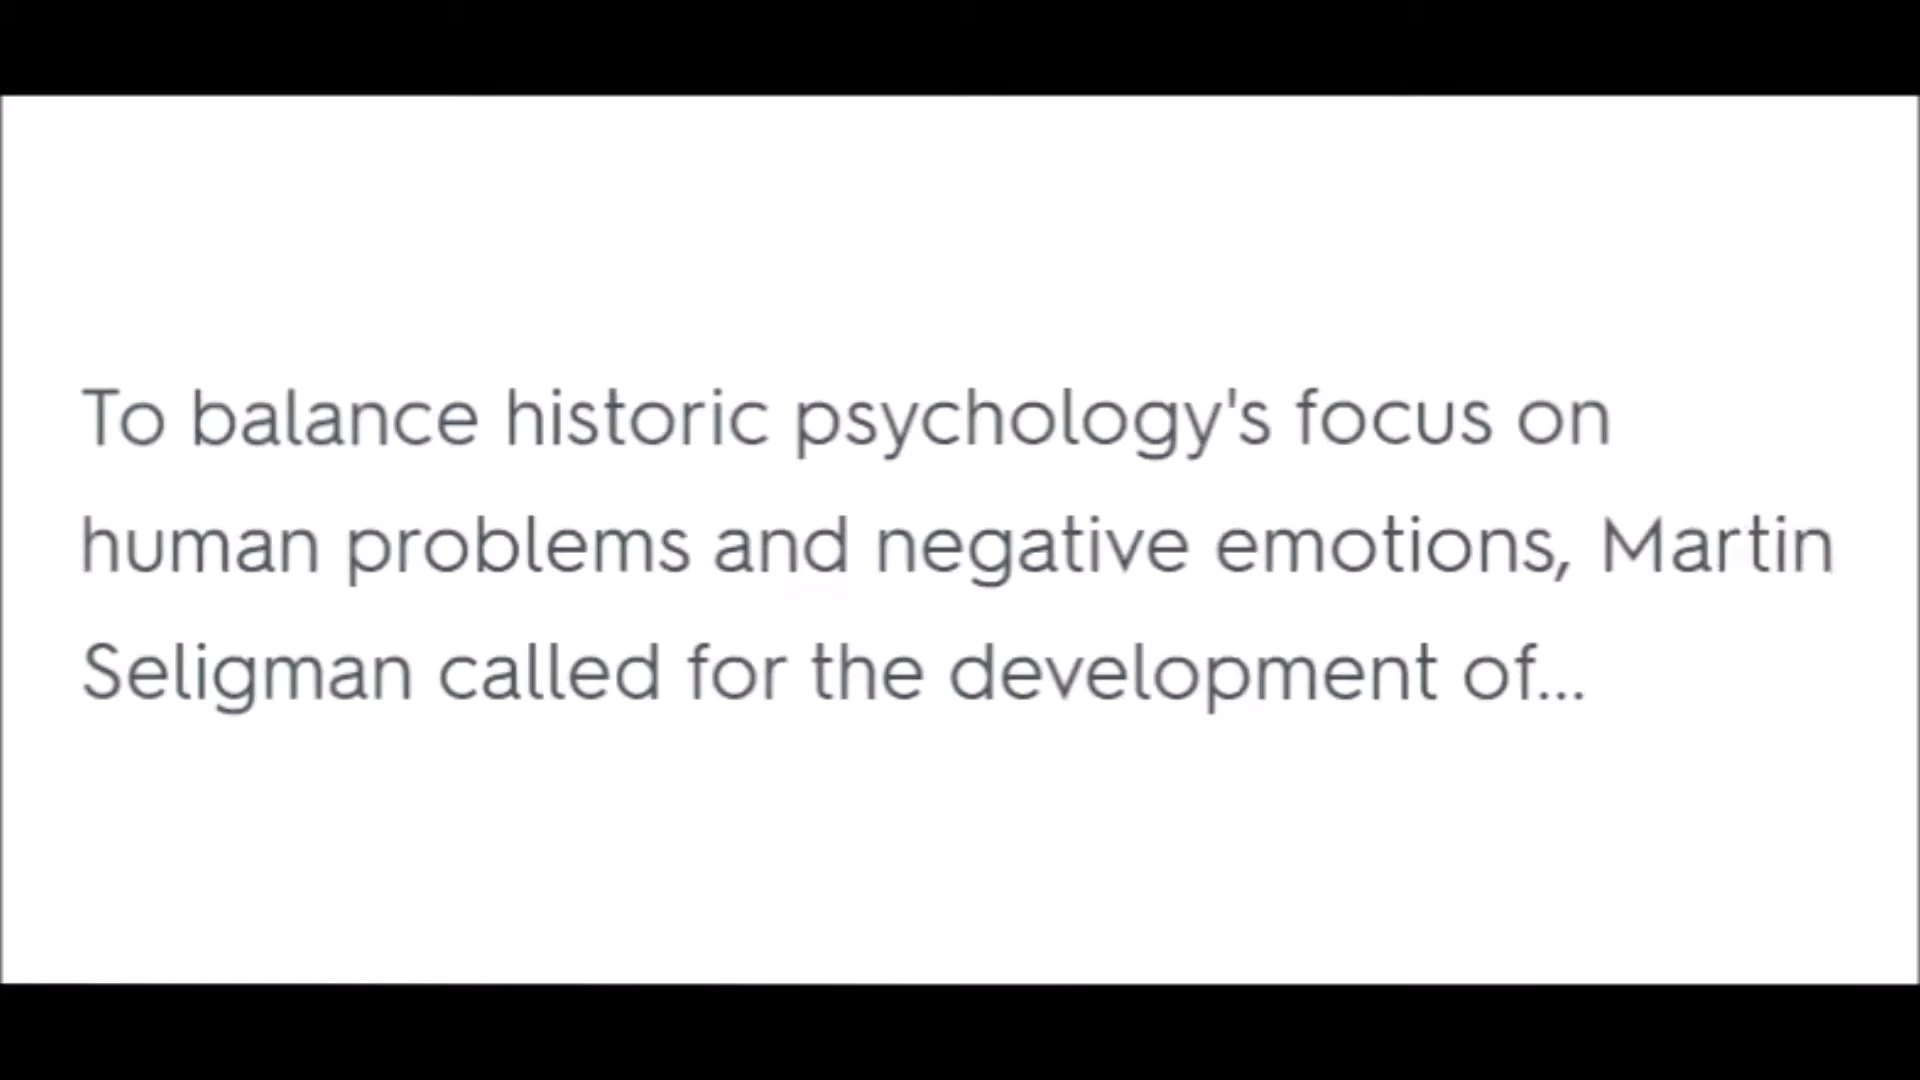 To balance historic psychology's focus on
human problems and negative emotions, Martin
Seligman called for the development of...